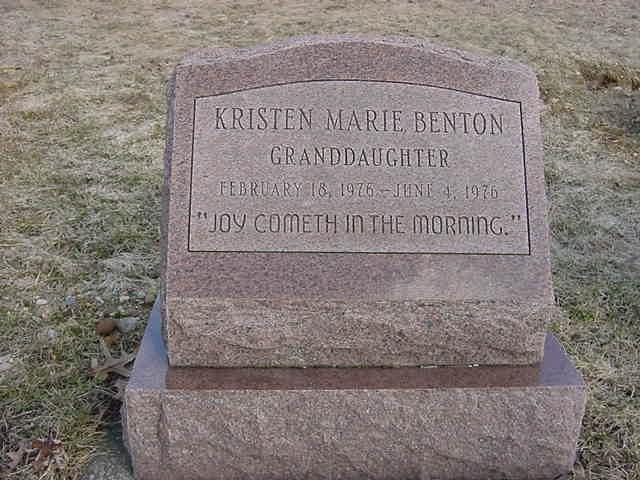 KRISTEN MARIE BENTON
GRANDDAUGHTER
FEBRUARY 18, 1976 – JUNE 4, 1976
"JOY COMETH IN THE MORNING."